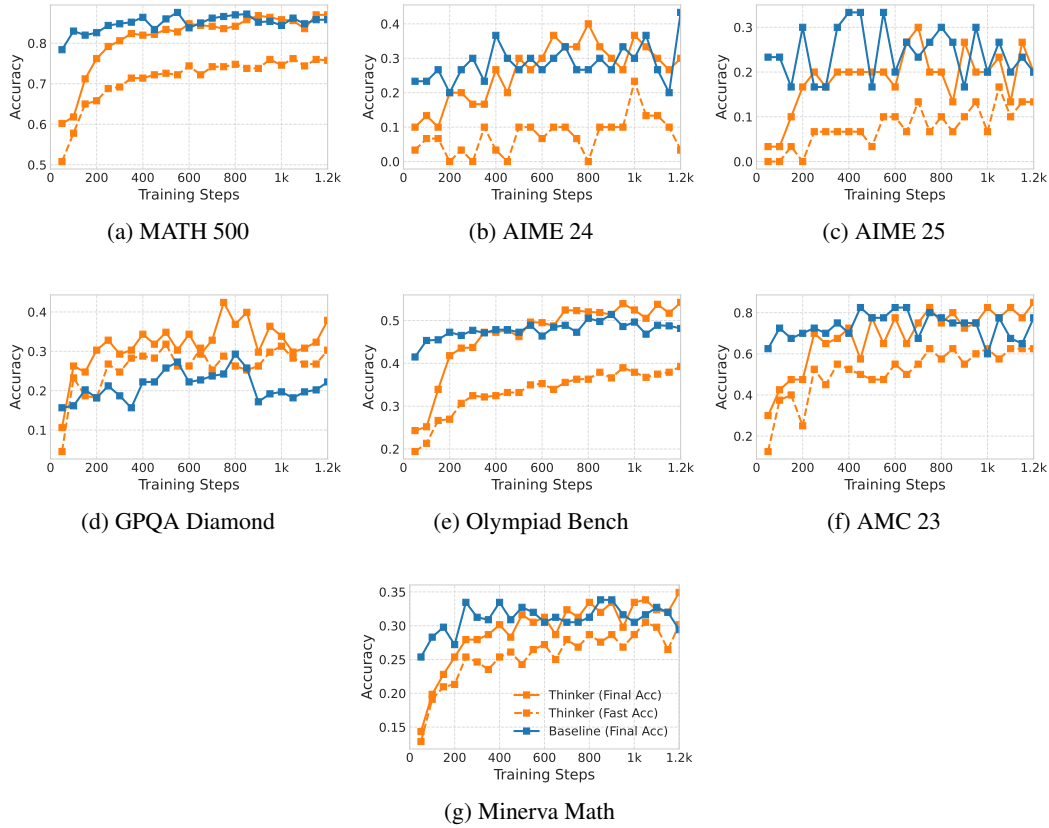 Accuracy
0.8
0.7
0.6
0.5
0 200 400 600 800 1k 1.2k
Training Steps
(a) MATH 500
Accuracy
0.4
0.3
0.2
0.1
0.0
0 200 400 600 800 1k 1.2k
Training Steps
(b) AIME 24
Accuracy
0.3
0.2
0.1
0.0
0 200 400 600 800 1k 1.2k
Training Steps
(c) AIME 25
Accuracy
0.4
0.3
0.2
0.1
0 200 400 600 800 1k 1.2k
Training Steps
(d) GPQA Diamond
Accuracy
0.5
0.4
0.3
0.2
0 200 400 600 800 1k 1.2k
Training Steps
(e) Olympiad Bench
Accuracy
0.8
0.6
0.4
0.2
0 200 400 600 800 1k 1.2k
Training Steps
(f) AMC 23
Accuracy
0.35
0.30
0.25
0.20
0.15
Thinker (Final Acc)
Thinker (Fast Acc)
Baseline (Final Acc)
0 200 400 600 800 1k 1.2k
Training Steps
(g) Minerva Math